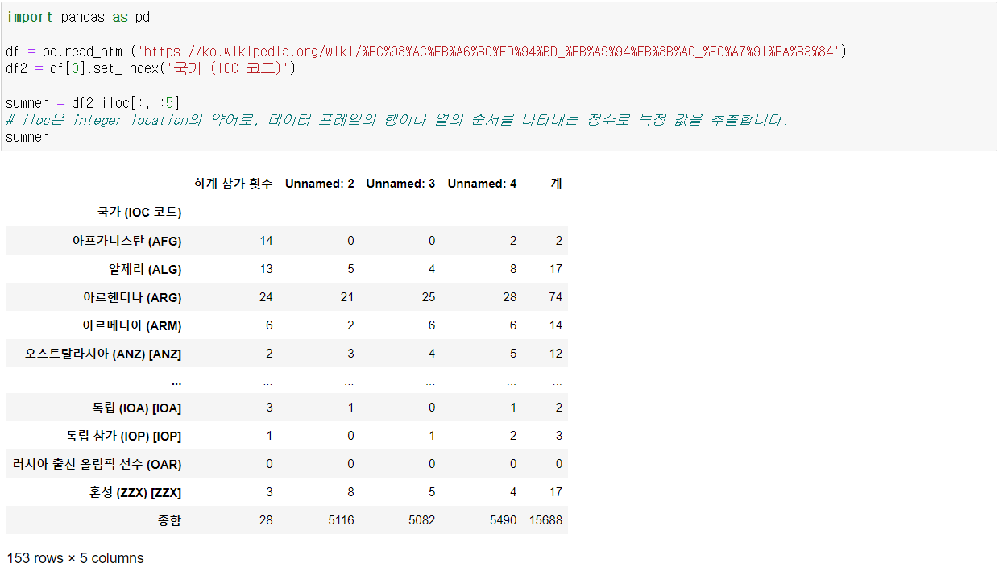 import pandas as pd
df = pd.read_html('https://ko.wikipedia.org/wiki/%EC%98%AC%EB%A6%BC%ED%94%BD_%EB%A9%94%EB%8B%AC_%EC%A7%91%EA%B3%84')
df2 = df[0].set_index('국가 (IOC 코드)')
summer = df2.iloc[:, :5]
# iloc은 integer location의 약어로, 데이터 프레임의 행이나 열의 순서를 나타내는 정수로 특정 값을 추출합니다.
summer
하계 참가 횟수 Unnamed: 2 Unnamed: 3 Unnamed: 4 계
국가 (IOC 코드)
아프가니스탄 (AFG) 14 0 0 2 2
알제리 (ALG) 13 5 4 8 17
아르헨티나 (ARG) 24 21 25 28 74
아르메니아 (ARM) 6 2 6 6 14
오스트랄라시아 (ANZ) [ANZ] 2 3 4 5 12
... ... ... ... ... ...
독립 (IOA) [IOA] 3 1 0 1 2
독립 참가 (IOP) [IOP] 1 0 1 2 3
러시아 출신 올림픽 선수 (OAR) 0 0 0 0 0
혼성 (ZZX) [ZZX] 3 8 5 4 17
총합 28 5116 5082 5490 15688
153 rows × 5 columns